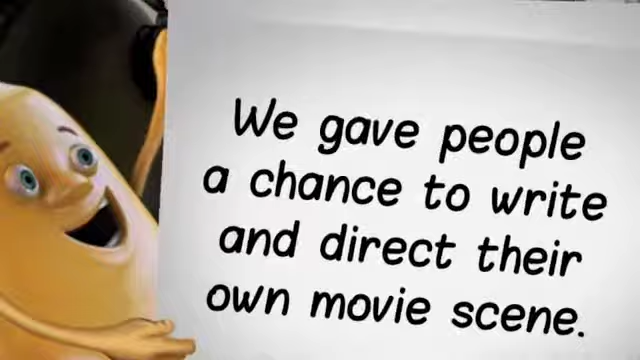 We gave people
a chance to write
and direct their
own movie scene.